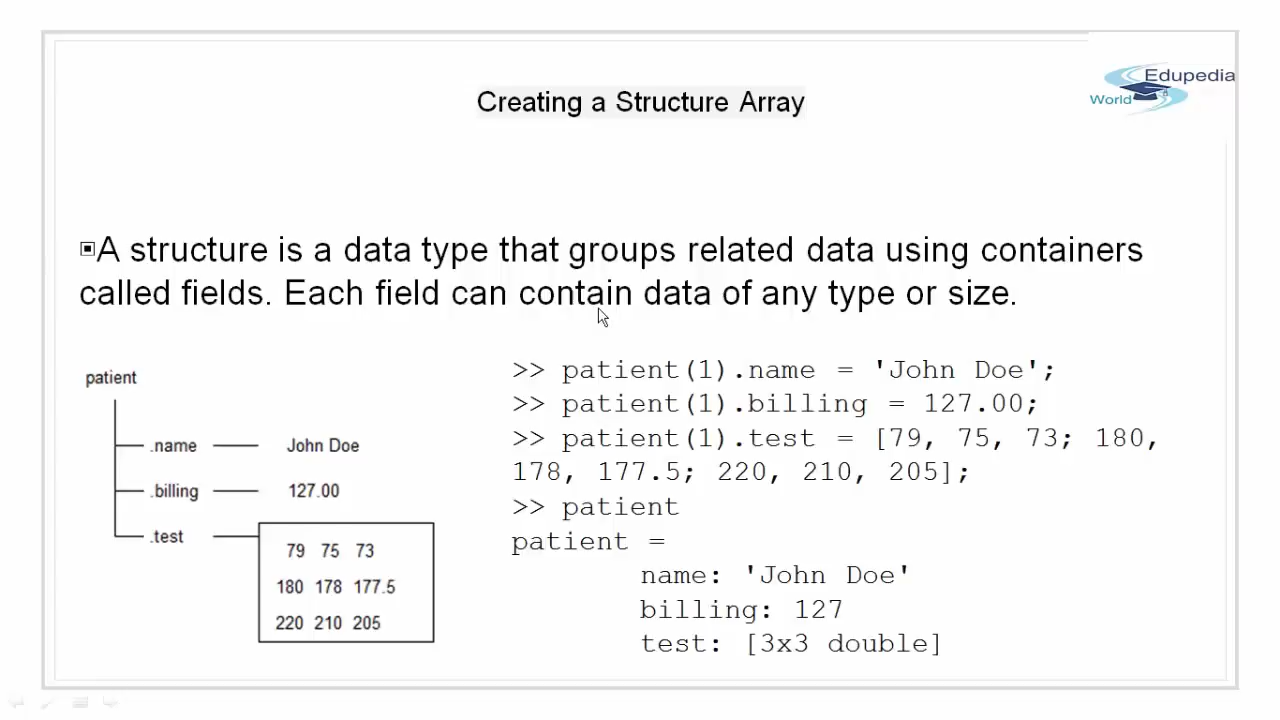 Edupedia
World
Creating a Structure Array
A structure is a data type that groups related data using containers
called fields. Each field can contain data of any type or size.
patient
.name John Doe
.billing 127.00
.test
79 75 73
180 178 177.5
220 210 205
>> patient(1).name = 'John Doe';
>> patient(1).billing = 127.00;
>> patient(1).test = [79, 75, 73; 180,
178, 177.5; 220, 210, 205];
>> patient
patient =
name: 'John Doe'
billing: 127
test: [3x3 double]